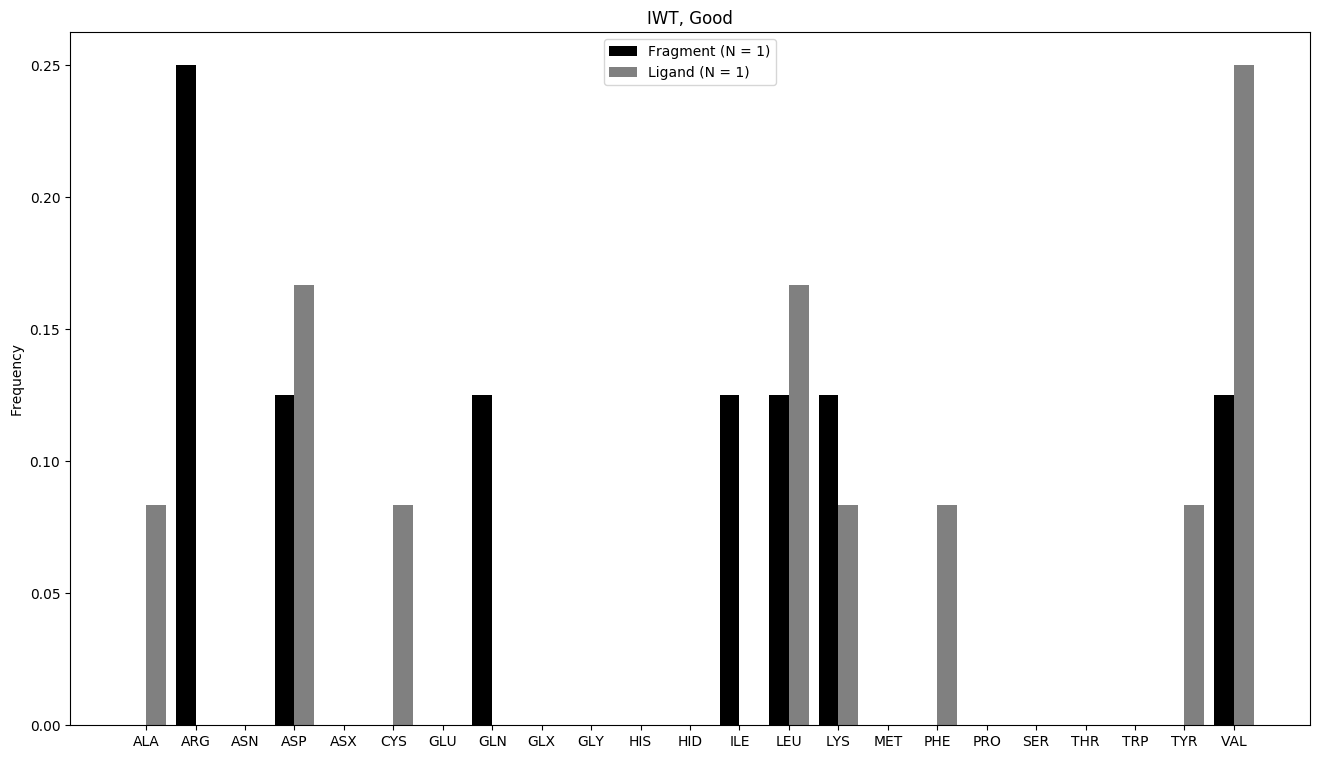 IWT, Good
Fragment (N = 1)
Ligand (N = 1)
Frequency
0.25
0.20
0.15
0.10
0.05
0.00
ALA ARG ASN ASP ASX CYS GLU GLN GLX GLY HIS HID ILE LEU LYS MET PHE PRO SER THR TRP TYR VAL